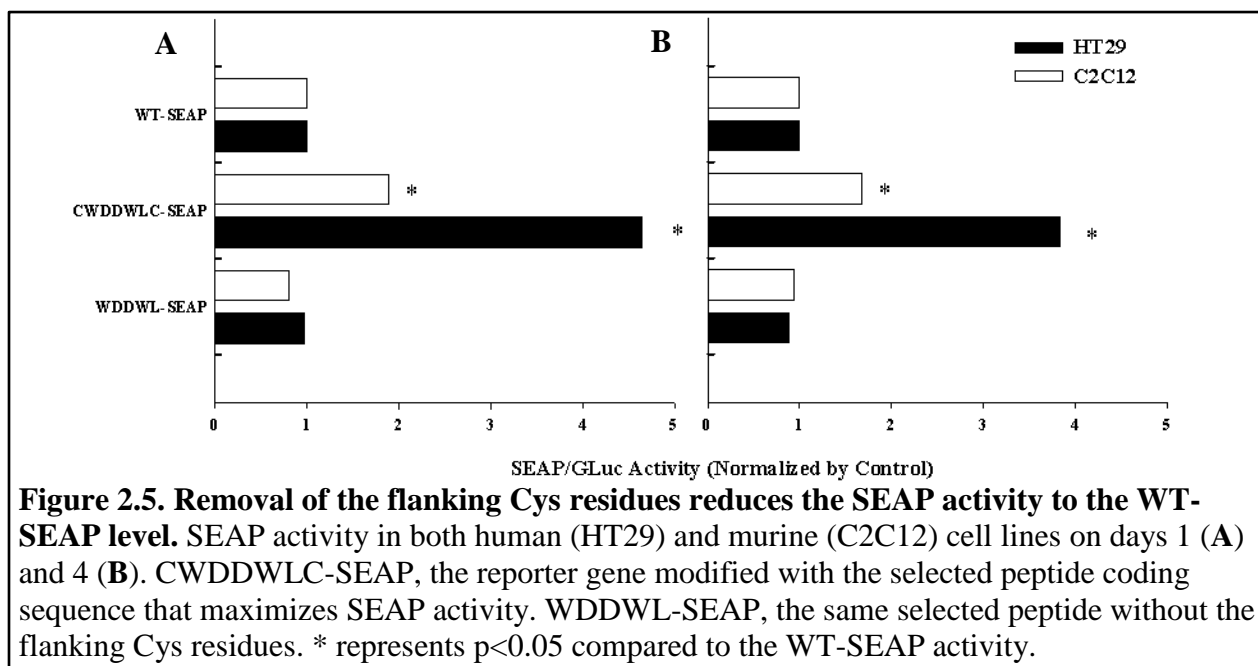 A
B
HT29
C2C12
WT-SEAP
CWDDWLC-SEAP
*
*
*
*
WDDWL-SEAP
0 1 2 3 4 5
0 1 2 3 4 5
SEAP/GLuc Activity (Normalized by Control)
Figure 2.5. Removal of the flanking Cys residues reduces the SEAP activity to the WT-
SEAP level. SEAP activity in both human (HT29) and murine (C2C12) cell lines on days 1 (A)
and 4 (B). CWDDWLC-SEAP, the reporter gene modified with the selected peptide coding
sequence that maximizes SEAP activity. WDDWL-SEAP, the same selected peptide without the
flanking Cys residues. * represents p<0.05 compared to the WT-SEAP activity.